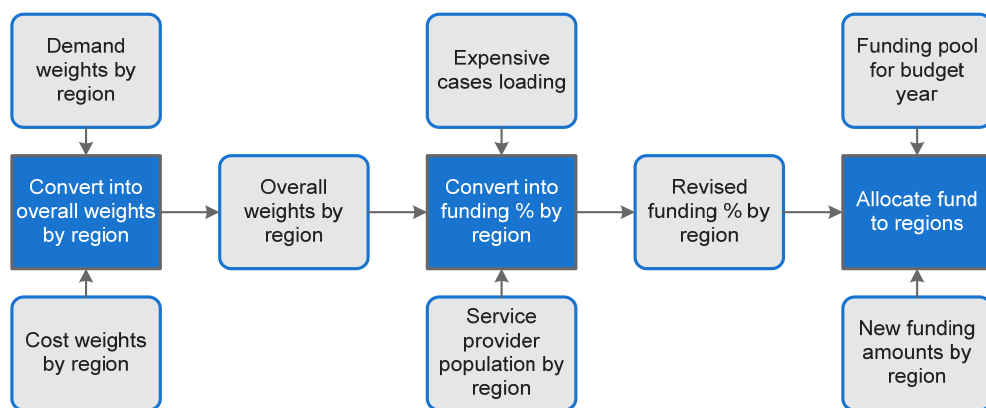 Demand
weights by
region
Expensive
cases loading
Funding pool
for budget
year
Convert into
overall weights
by region
Overall
weights by
region
Convert into
funding % by
region
Revised
funding % by
region
Allocate fund
to regions
Cost weights
by region
Service
provider
population by
region
New funding
amounts by
region